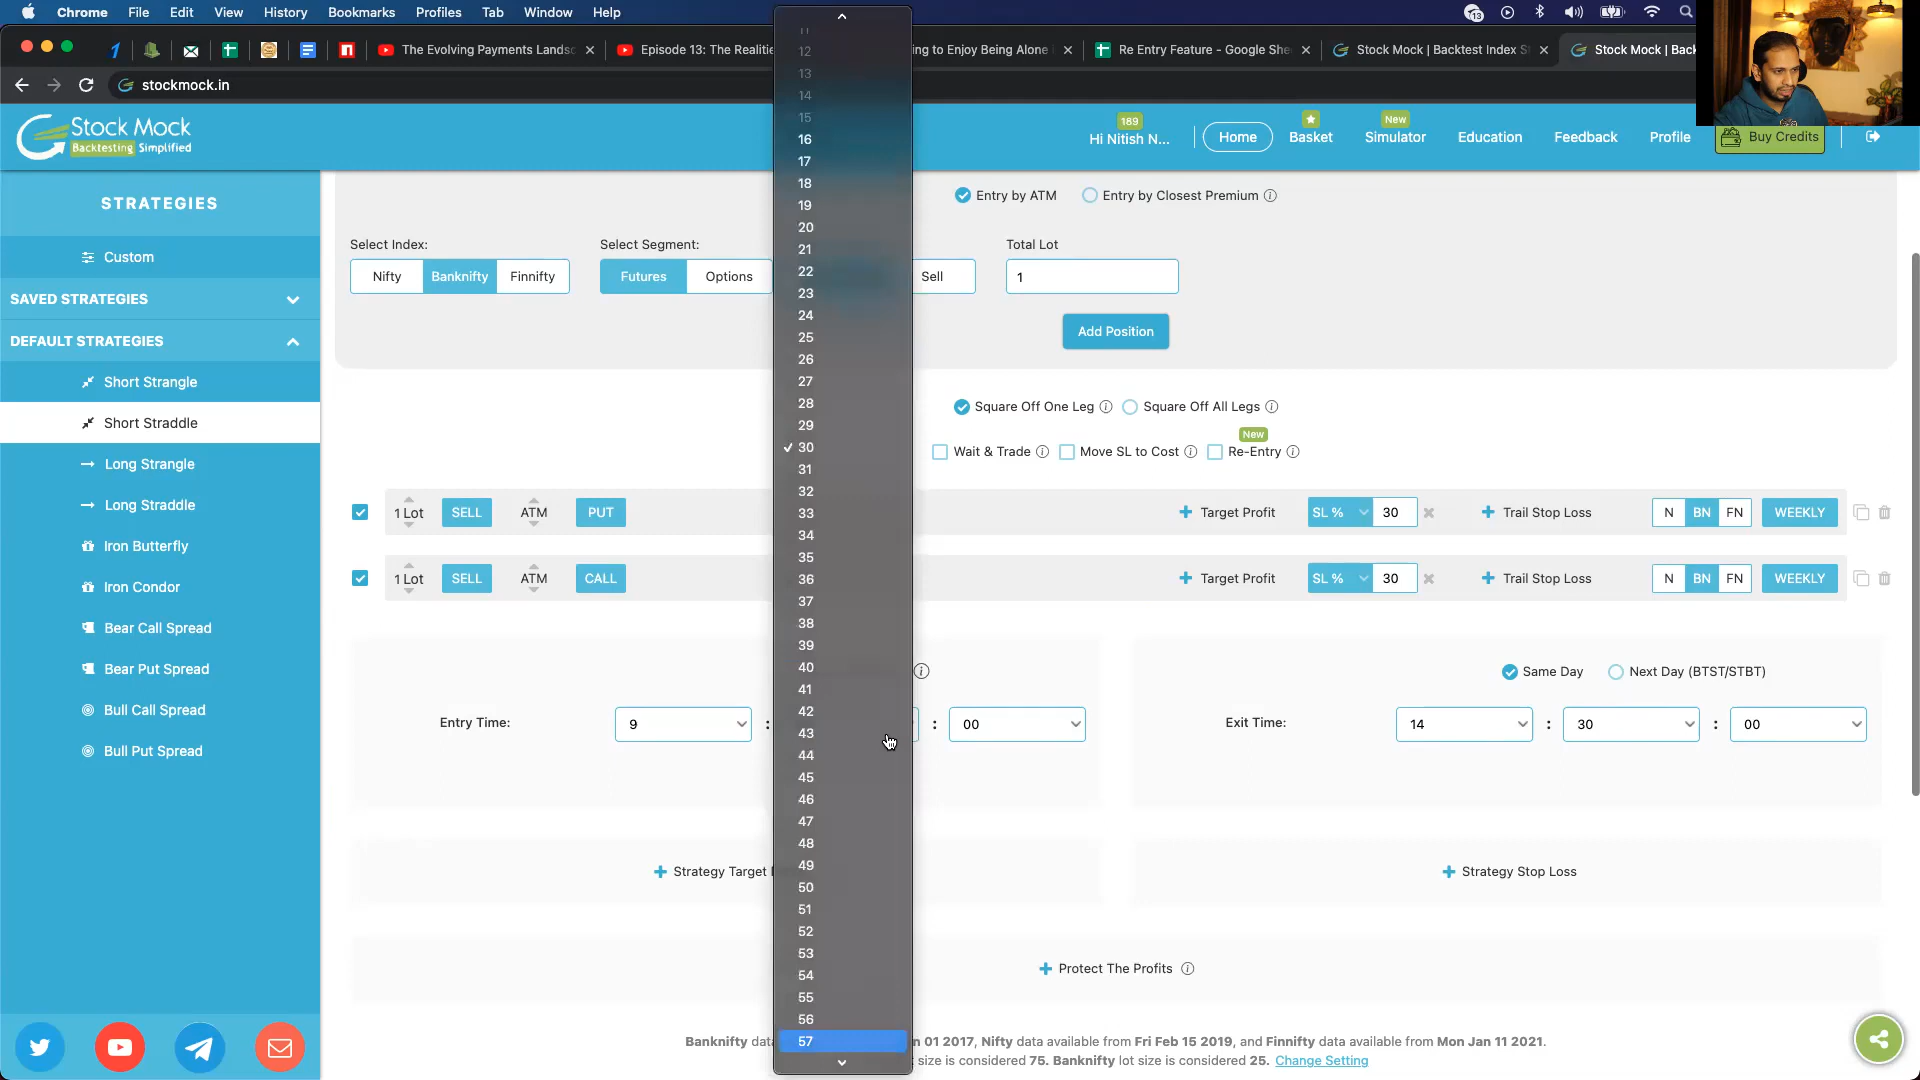 Chrome File Edit View History Bookmarks Profiles Tab Window Help
13
The Evolving Payments Landsc
Episode 13: The Realiti
ng to Enjoy Being Alone
Re Entry Feature - Google She
Stock Mock | Backtest Index S
Stock Mock | Back
stockmock.in
Stock Mock
Backtesting Simplified
189
Hi Nitish N...
Home
Basket
New
Simulator
Education
Feedback
Profile
Buy Credits
STRATEGIES
Custom
SAVED STRATEGIES
DEFAULT STRATEGIES
Short Strangle
Short Straddle
Long Strangle
Long Straddle
Iron Butterfly
Iron Condor
Bear Call Spread
Bear Put Spread
Bull Call Spread
Bull Put Spread
Entry by ATM Entry by Closest Premium
Select Index:
Nifty Banknifty Finnifty
Select Segment:
Futures Options
Sell
Total Lot
1
Add Position
Square Off One Leg Square Off All Legs
New
Wait & Trade Move SL to Cost Re-Entry
1 Lot SELL ATM PUT
+ Target Profit SL % 30 + Trail Stop Loss N BN FN WEEKLY
1 Lot SELL ATM CALL
+ Target Profit SL % 30 + Trail Stop Loss N BN FN WEEKLY
Same Day Next Day (BTST/STBT)
Entry Time: 9 : : 00
Exit Time: 14 : 30 : 00
+ Strategy Target
+ Strategy Stop Loss
+ Protect The Profits
Banknifty dat n 01 2017, Nifty data available from Fri Feb 15 2019, and Finnifty data available from Mon Jan 11 2021.
size is considered 75. Banknifty lot size is considered 25. Change Setting
11
12
13
14
15
16
17
18
19
20
21
22
23
24
25
26
27
28
29
✓ 30
31
32
33
34
35
36
37
38
39
40
41
42
43
44
45
46
47
48
49
50
51
52
53
54
55
56
57